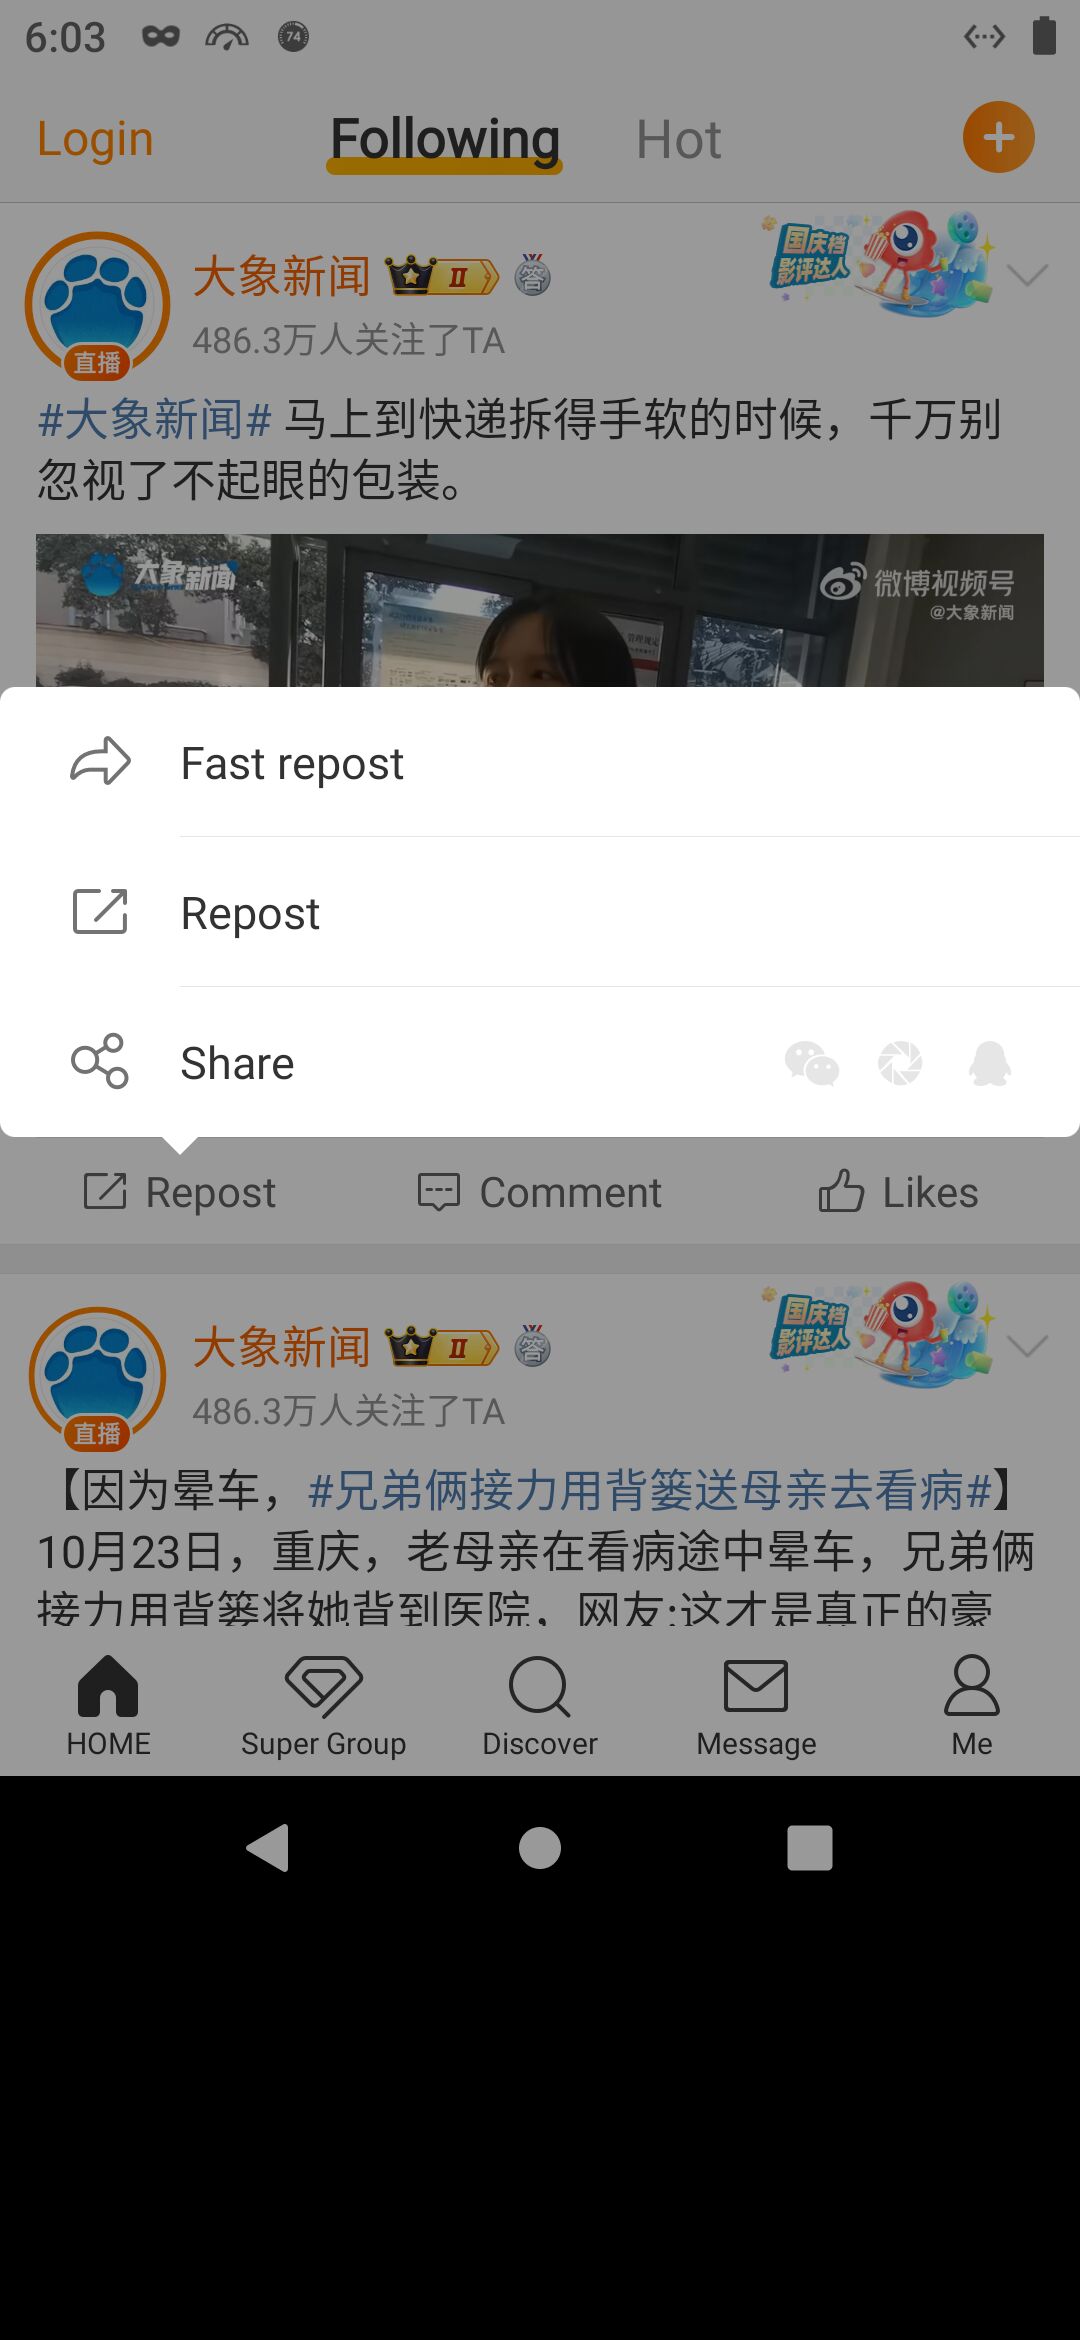 6:03
74
Login
Following
Hot
大象新闻
II
答
国庆档
影评达人
486.3万人关注了TA
直播
#大象新闻# 马上到快递拆得手软的时候，千万别
忽视了不起眼的包装。
大象新闻
微博视频号
@大象新闻
管理规定
Fast repost
Repost
Share
Repost
Comment
Likes
大象新闻
II
答
国庆档
影评达人
486.3万人关注了TA
直播
【因为晕车，#兄弟俩接力用背篓送母亲去看病#】
10月23日，重庆，老母亲在看病途中晕车，兄弟俩
接力用背篓将她背到医院，网友:这才是真正的豪
HOME
Super Group
Discover
Message
Me